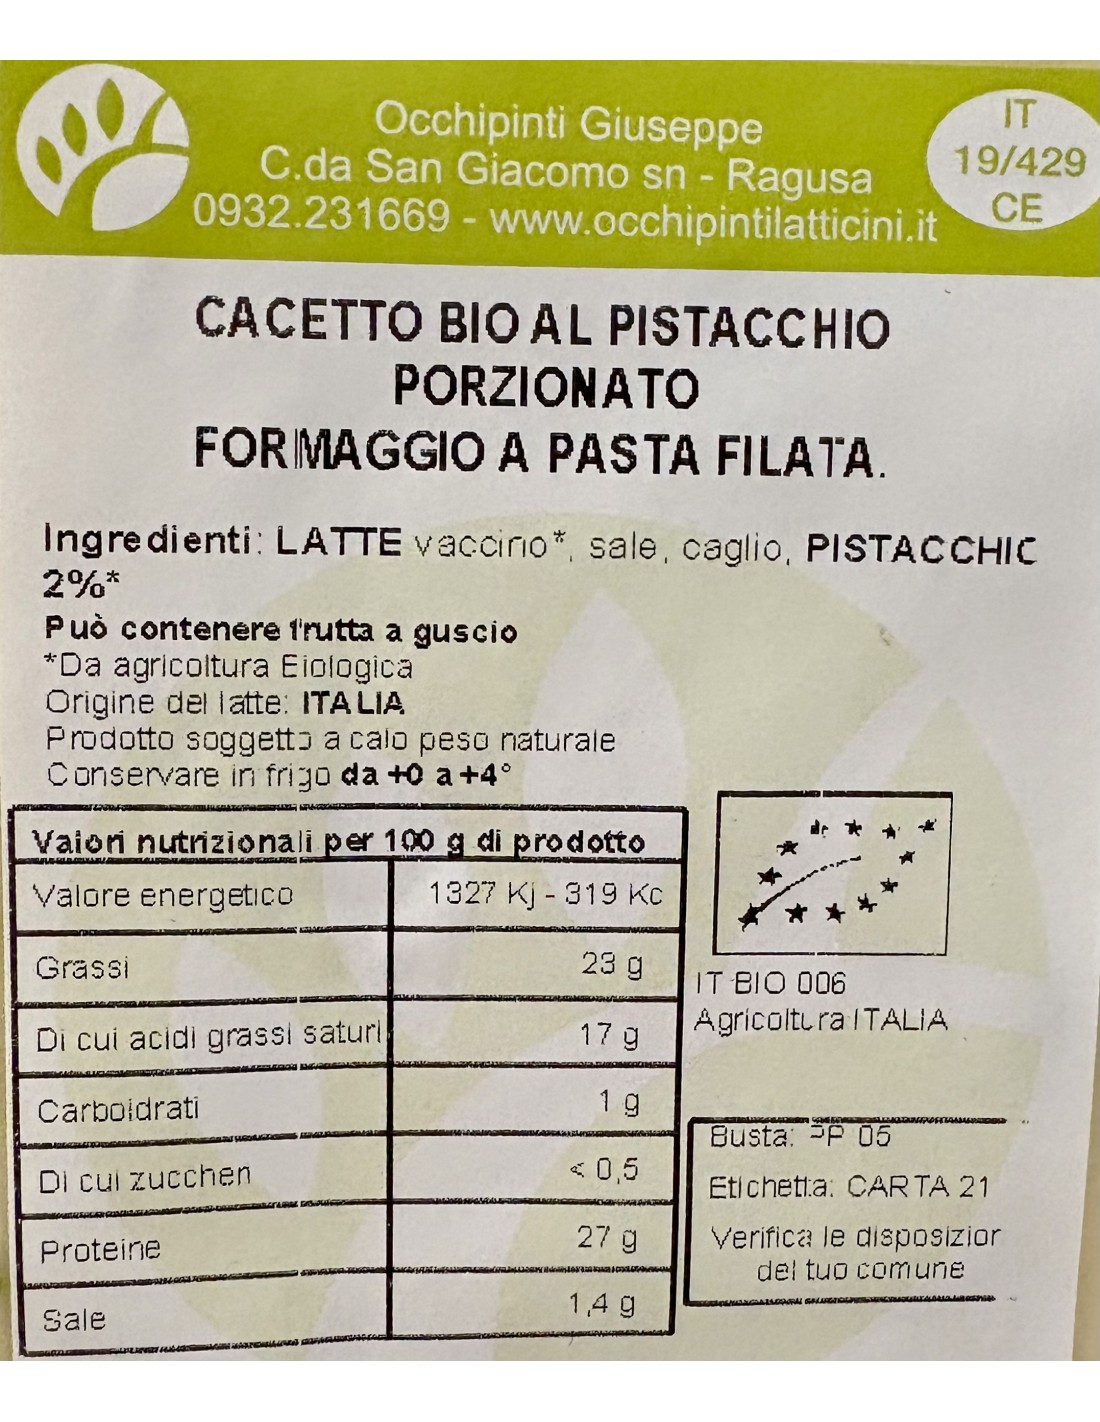 Occhipinti Giuseppe
C.da San Giacomo sn - Ragusa
0932.231669 - www.occhipintilatticini.it
IT
19/429
CE
CACETTO BIO AL PISTACCHIO
PORZIONATO
FORMAGGIO A PASTA FILATA.
Ingredienti: LATTE vaccino*, sale, caglio, PISTACCHIO
2%*
Può contenere frutta a guscio
*Da agricoltura Biologica
Origine del latte: ITALIA
Prodotto soggetto a calo peso naturale
Conservare in frigo da +0 a +4°
Valori nutrizionali per 100 g di prodotto
Valore energetico 1327 Kj - 319 Kc
Grassi 23 g
Di cui acidi grassi saturi 17 g
Carboidrati 1 g
Di cui zuccheri < 0,5
Proteine 27 g
Sale 1,4 g
IT BIO 006
Agricoltura ITALIA
Busta: PP 05
Etichetta: CARTA 21
Verifica le disposizior
del tuo comune